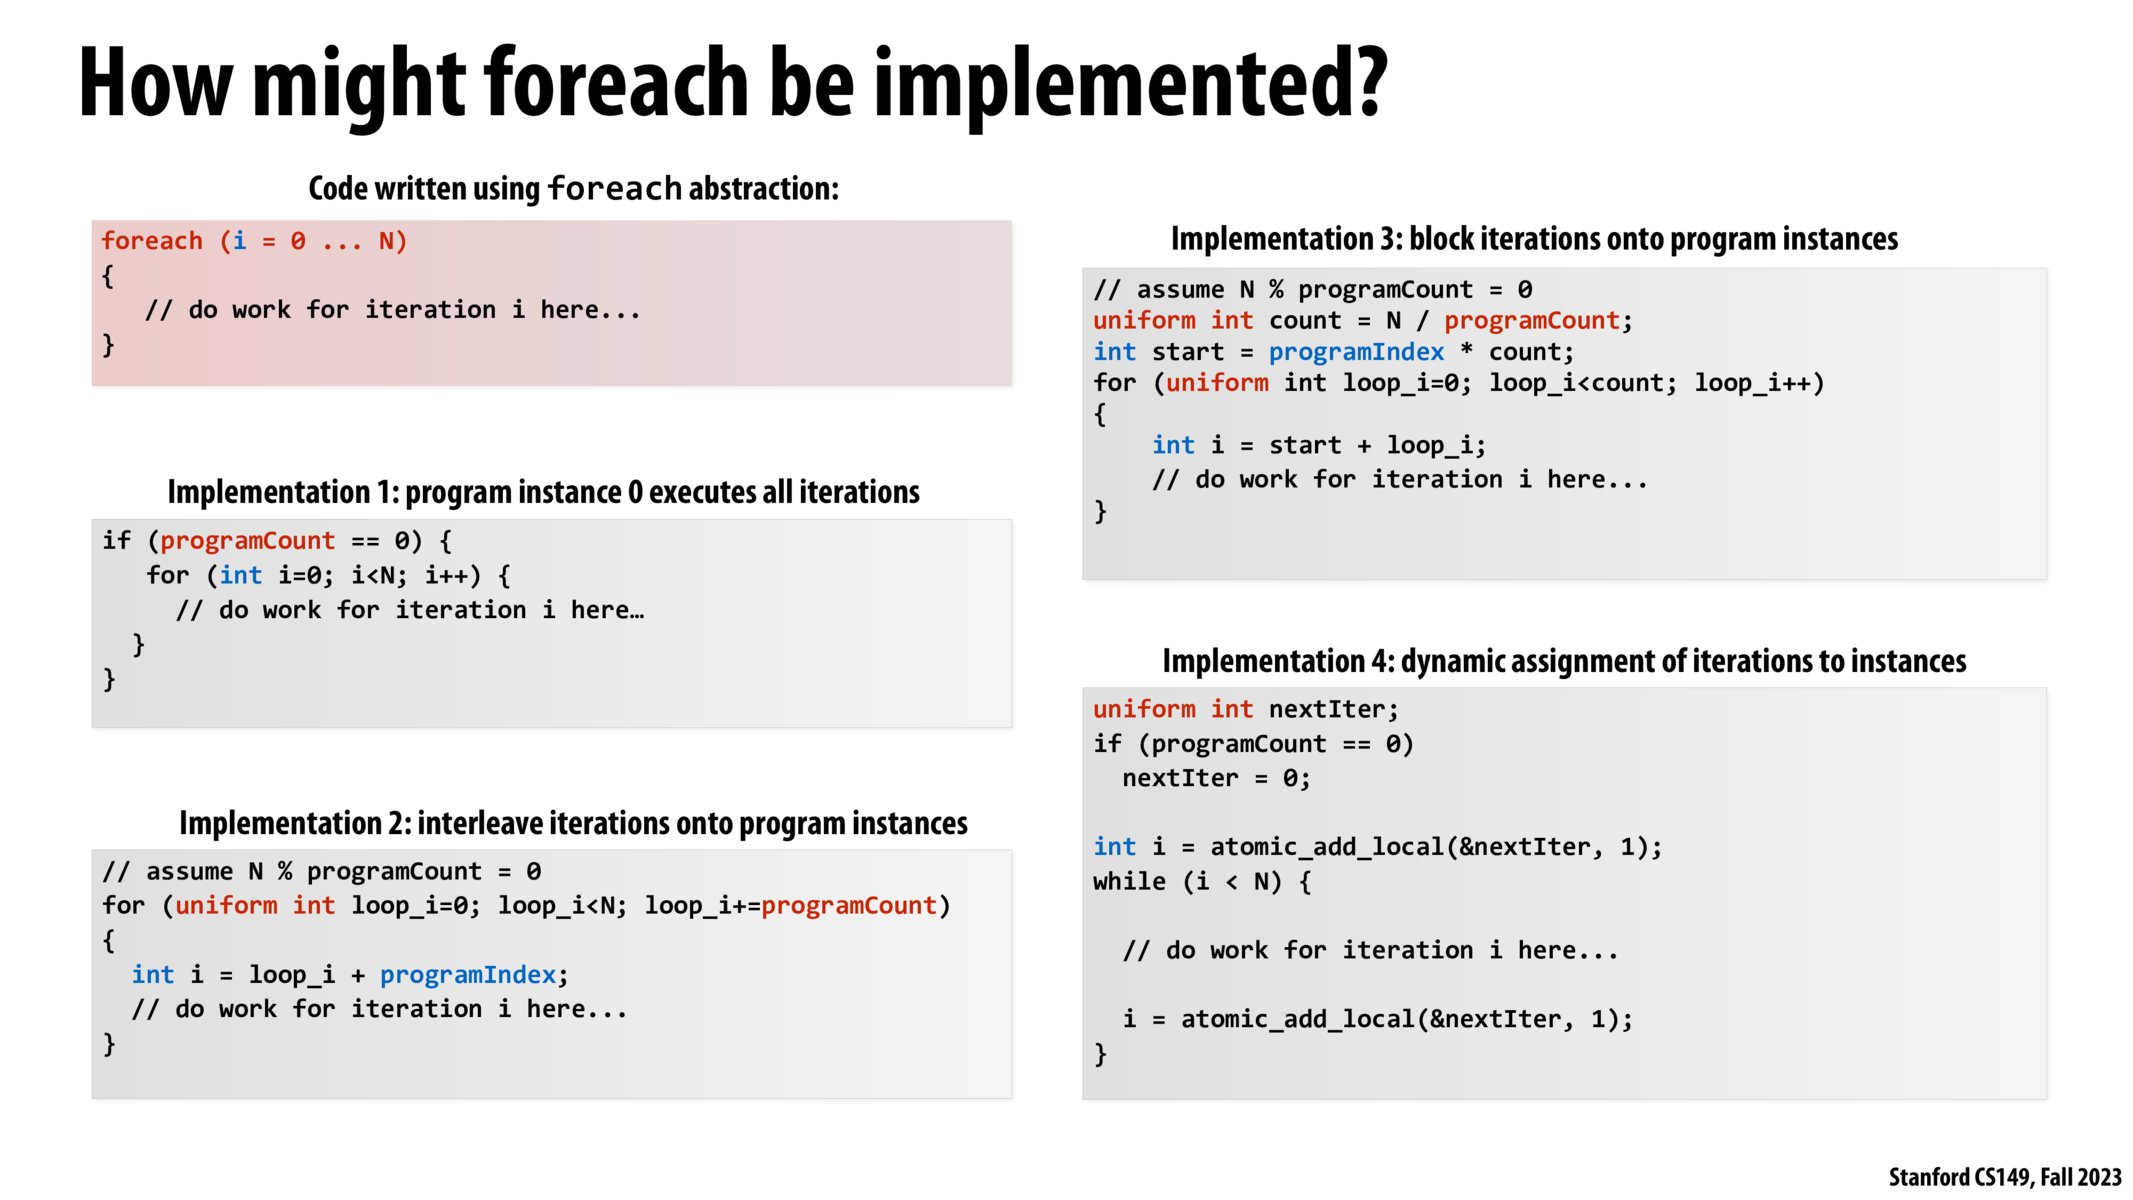 How might foreach be implemented?
Code written using foreach abstraction:
foreach (i = 0 ... N)
{
   // do work for iteration i here...
}
Implementation 1: program instance 0 executes all iterations
if (programCount == 0) {
   for (int i=0; i<N; i++) {
     // do work for iteration i here…
  }
}
Implementation 2: interleave iterations onto program instances
// assume N % programCount = 0
for (uniform int loop_i=0; loop_i<N; loop_i+=programCount)
{
  int i = loop_i + programIndex;
  // do work for iteration i here...
}
Implementation 3: block iterations onto program instances
// assume N % programCount = 0
uniform int count = N / programCount;
int start = programIndex * count;
for (uniform int loop_i=0; loop_i<count; loop_i++)
{
    int i = start + loop_i;
    // do work for iteration i here...
}
Implementation 4: dynamic assignment of iterations to instances
uniform int nextIter;
if (programCount == 0)
  nextIter = 0;
int i = atomic_add_local(&nextIter, 1);
while (i < N) {
  // do work for iteration i here...
  i = atomic_add_local(&nextIter, 1);
}
Stanford CS149, Fall 2023